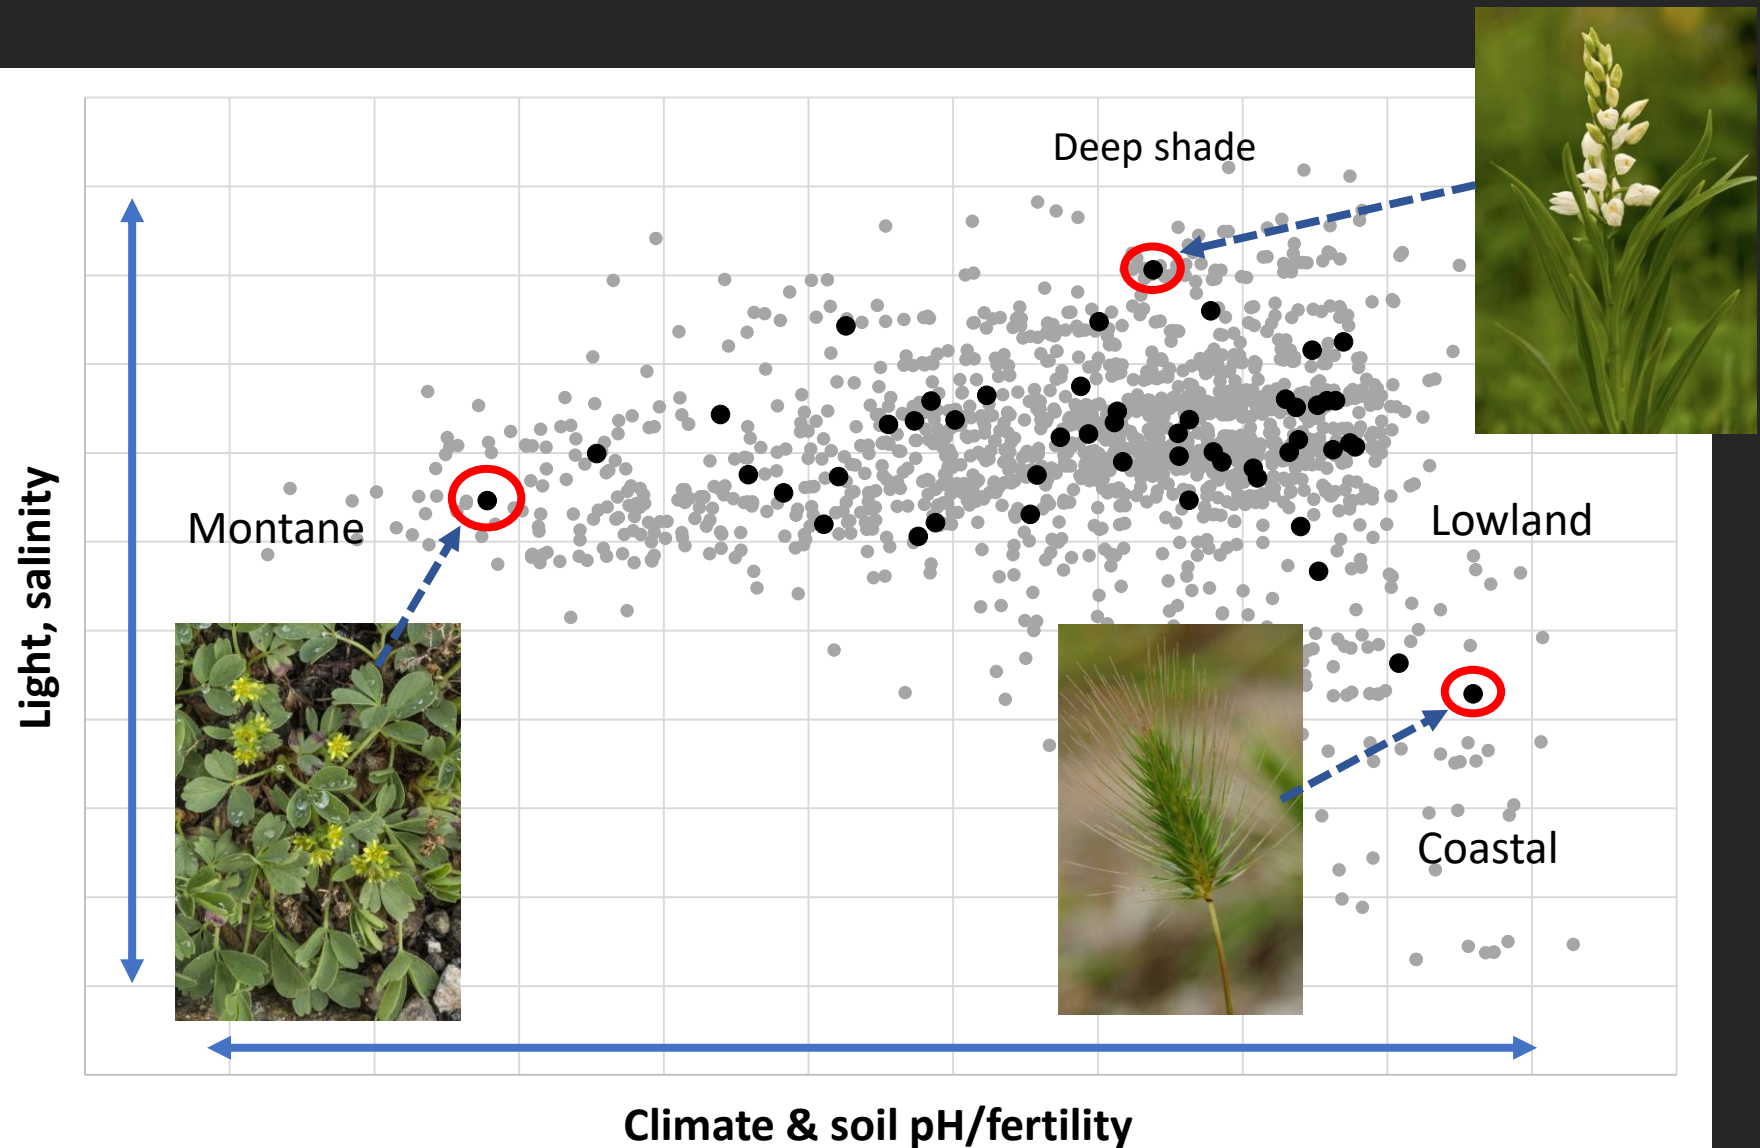 Deep shade
Montane
Lowland
Coastal
Light, salinity
Climate & soil pH/fertility